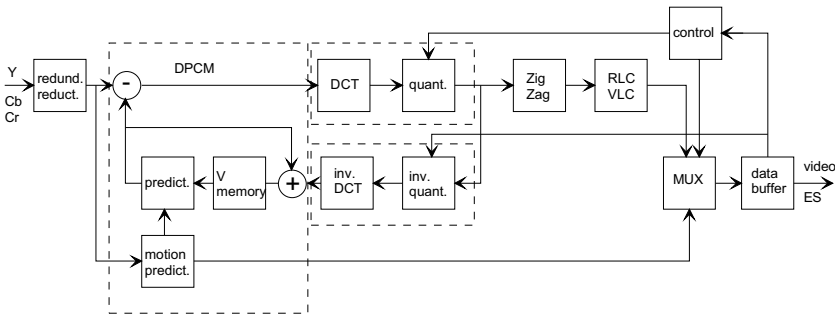 control
Y
Cb
Cr
redund.
reduct.
-
DPCM
DCT
quant.
Zig
Zag
RLC
VLC
predict.
V
memory
+
inv.
DCT
inv.
quant.
MUX
data
buffer
video
ES
motion
predict.